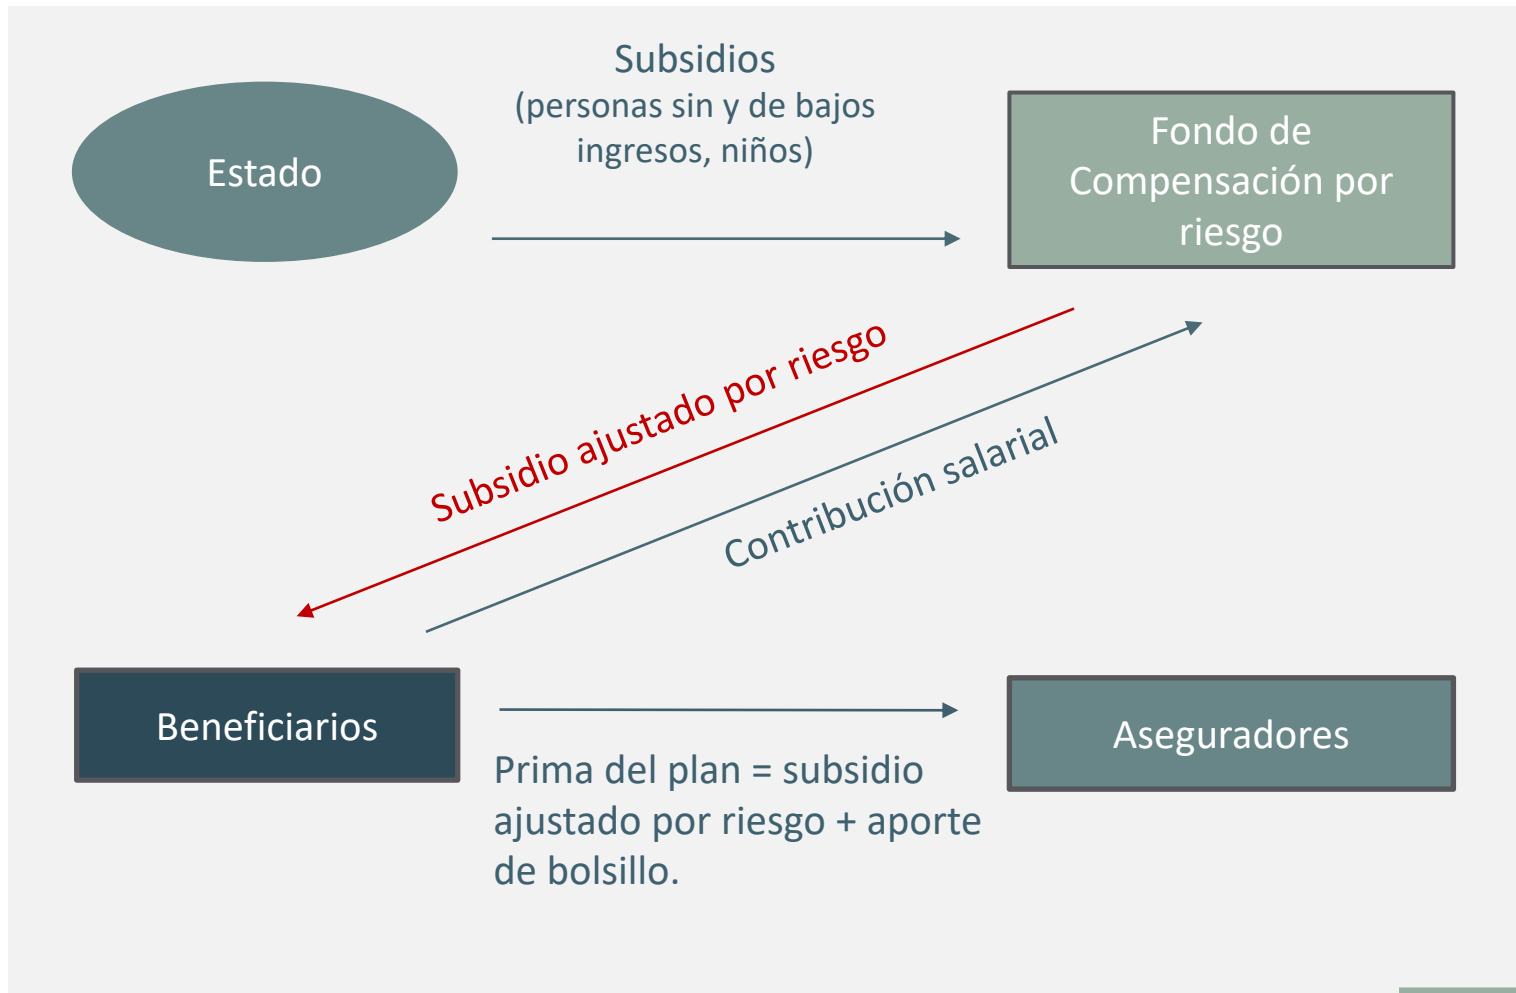 Subsidios
(personas sin y de bajos
ingresos, niños)
Estado
Fondo de
Compensación por
riesgo
Subsidio ajustado por riesgo
Contribución salarial
Beneficiarios
Aseguradores
Prima del plan = subsidio
ajustado por riesgo + aporte
de bolsillo.